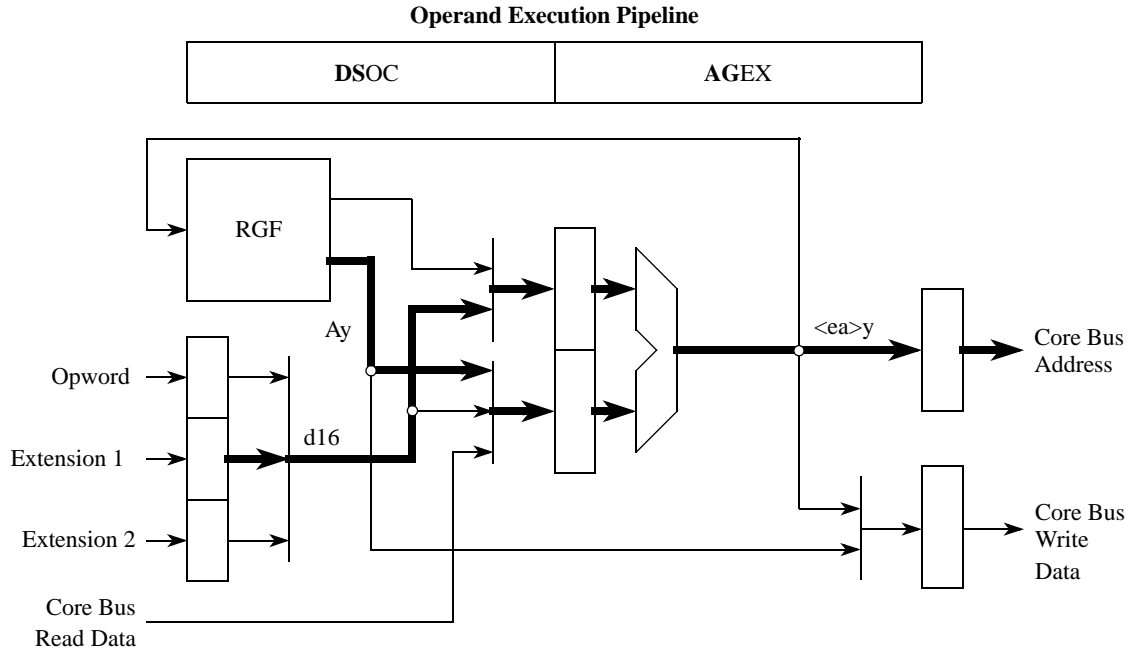 Operand Execution Pipeline
DSOC
AGEX
RGF
Ay
<ea>y
Core Bus
Address
Opword
d16
Extension 1
Extension 2
Core Bus
Write
Data
Core Bus
Read Data